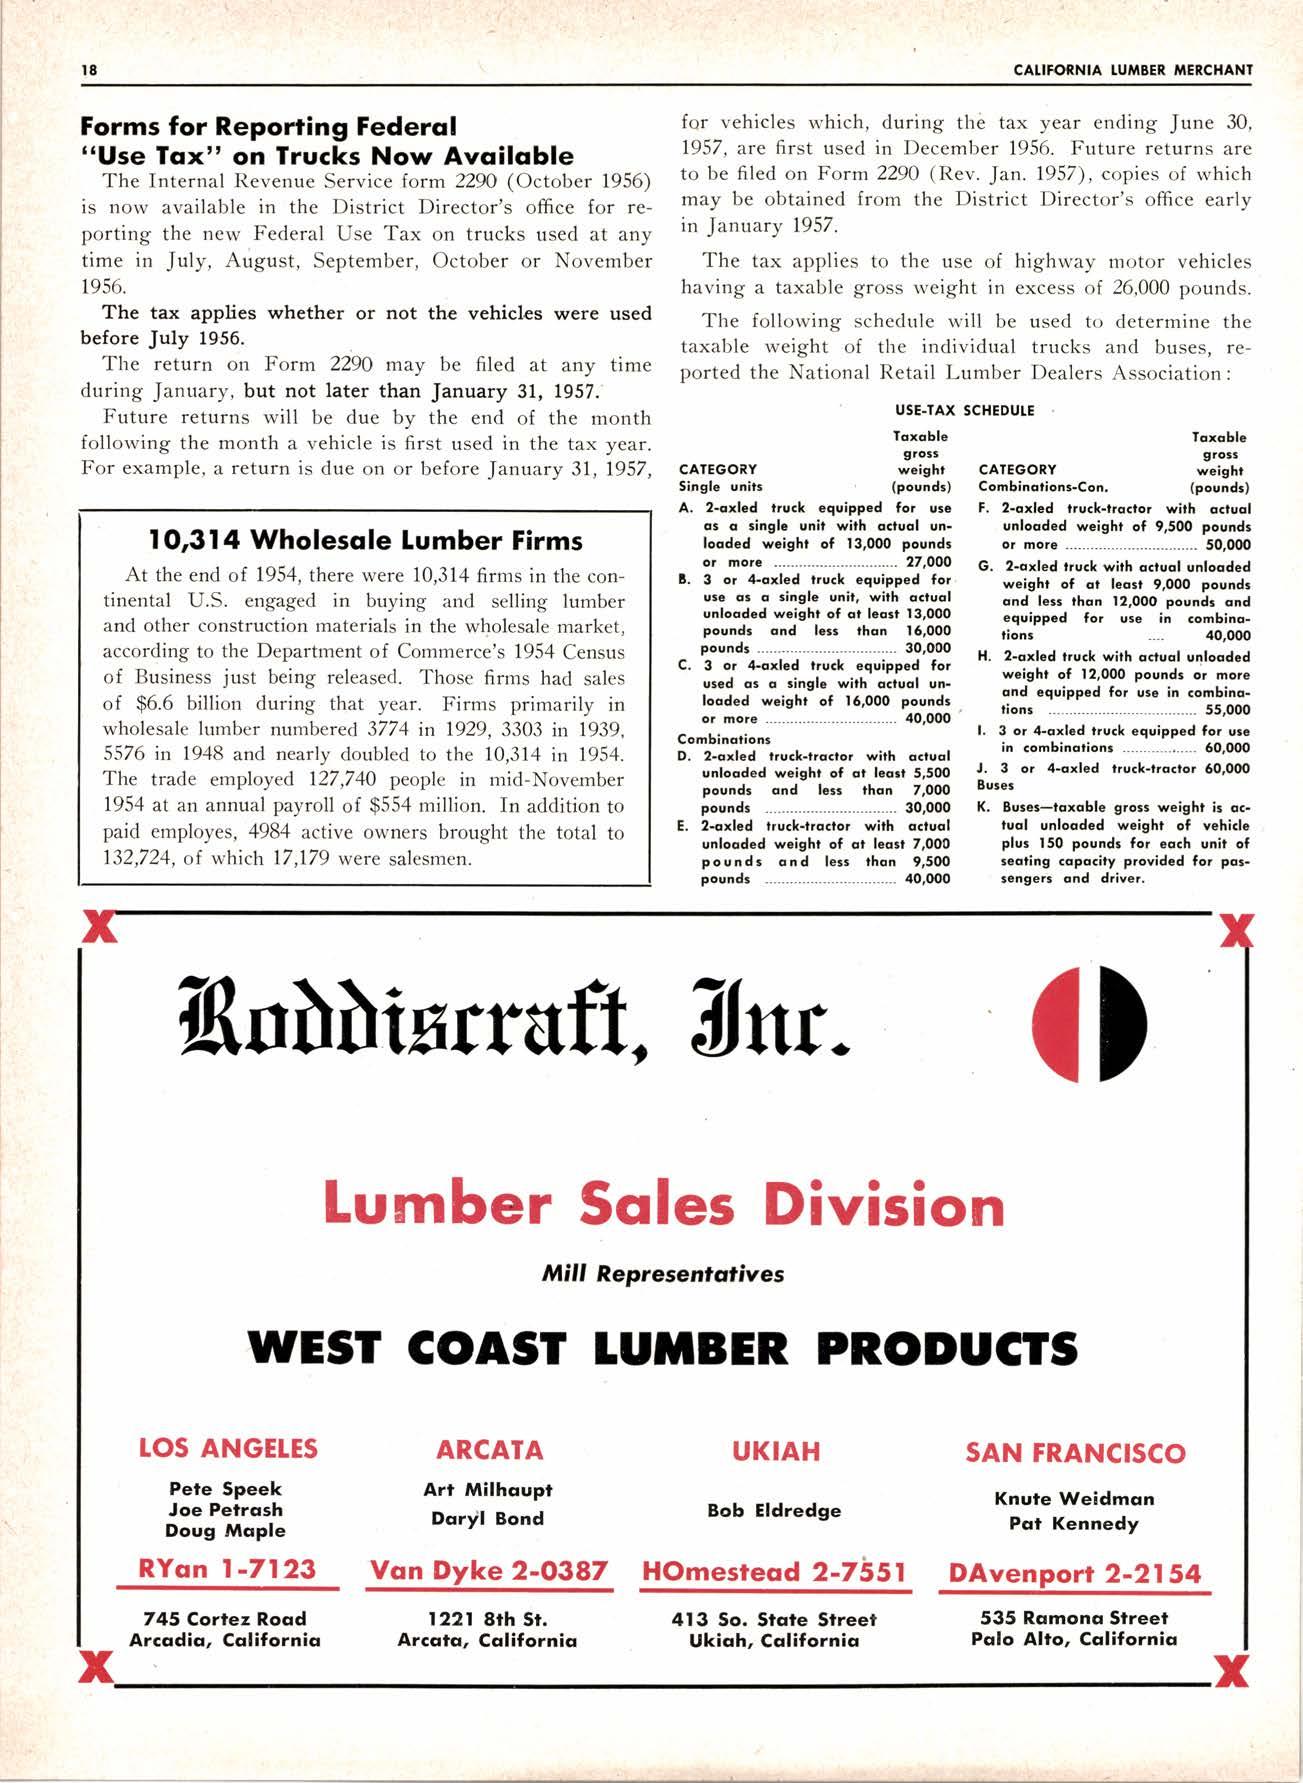 18
CALIFORNIA LUMBER MERCHANT
Forms for Reporting Federal
“Use Tax” on Trucks Now Available
The Internal Revenue Service form 2290 (October 1956)
is now available in the District Director's office for re-
porting the new Federal Use Tax on trucks used at any
time in July, August, September, October or November
1956.
The tax applies whether or not the vehicles were used
before July 1956.
The return on Form 2290 may be filed at any time
during January, but not later than January 31, 1957.
Future returns will be due by the end of the month
following the month a vehicle is first used in the tax year.
For example, a return is due on or before January 31, 1957,
for vehicles which, during the tax year ending June 30,
1957, are first used in December 1956. Future returns are
to be filed on Form 2290 (Rev. Jan. 1957), copies of which
may be obtained from the District Director's office early
in January 1957.
The tax applies to the use of highway motor vehicles
having a taxable gross weight in excess of 26,000 pounds.
The following schedule will be used to determine the
taxable weight of the individual trucks and buses, re-
ported the National Retail Lumber Dealers Association:
USE-TAX SCHEDULE
Taxable
gross
CATEGORY weight
Single units (pounds)
A. 2-axled truck equipped for use
as a single unit with actual un-
loaded weight of 13,000 pounds
or more ............ 27,000
B. 3 or 4-axled truck equipped for
use as a single unit, with actual
unloaded weight of at least 13,000
pounds and less than 16,000
pounds ............ 30,000
C. 3 or 4-axled truck equipped for
used as a single with actual un-
loaded weight of 16,000 pounds
or more ............ 40,000
Combinations
D. 2-axled truck-tractor with actual
unloaded weight of at least 5,500
pounds and less than 7,000
pounds ............ 30,000
E. 2-axled truck-tractor with actual
unloaded weight of at least 7,000
pounds and less than 9,500
pounds ............ 40,000
Taxable
gross
CATEGORY weight
Combinations-Con. (pounds)
F. 2-axled truck-tractor with actual
unloaded weight of 9,500 pounds
or more ............ 50,000
G. 2-axled truck with actual unloaded
weight of at least 9,000 pounds
and less than 12,000 pounds and
equipped for use in combina-
tions .... 40,000
H. 2-axled truck with actual unloaded
weight of 12,000 pounds or more
and equipped for use in combina-
tions ............ 55,000
I. 3 or 4-axled truck equipped for use
in combinations ............ 60,000
J. 3 or 4-axled truck-tractor 60,000
Buses
K. Buses—taxable gross weight is ac-
tual unloaded weight of vehicle
plus 150 pounds for each unit of
seating capacity provided for pas-
sengers and driver.
10,314 Wholesale Lumber Firms
At the end of 1954, there were 10,314 firms in the con-
tinental U.S. engaged in buying and selling lumber
and other construction materials in the wholesale market,
according to the Department of Commerce's 1954 Census
of Business just being released. Those firms had sales
of $6.6 billion during that year. Firms primarily in
wholesale lumber numbered 3774 in 1929, 3303 in 1939,
5576 in 1948 and nearly doubled to the 10,314 in 1954.
The trade employed 127,740 people in mid-November
1954 at an annual payroll of $554 million. In addition to
paid employes, 4984 active owners brought the total to
132,724, of which 17,179 were salesmen.
X X
Roddiscraft, Inc.
Lumber Sales Division
Mill Representatives
WEST COAST LUMBER PRODUCTS
LOS ANGELES
Pete Speek
Joe Petrash
Doug Maple
RYan 1-7123
745 Cortez Road
Arcadia, California
ARCATA
Art Milhaupt
Daryl Bond
Van Dyke 2-0387
1221 8th St.
Arcata, California
UKIAH
Bob Eldredge
HOmestead 2-7551
413 So. State Street
Ukiah, California
SAN FRANCISCO
Knute Weidman
Pat Kennedy
DAvenport 2-2154
535 Ramona Street
Palo Alto, California
X X